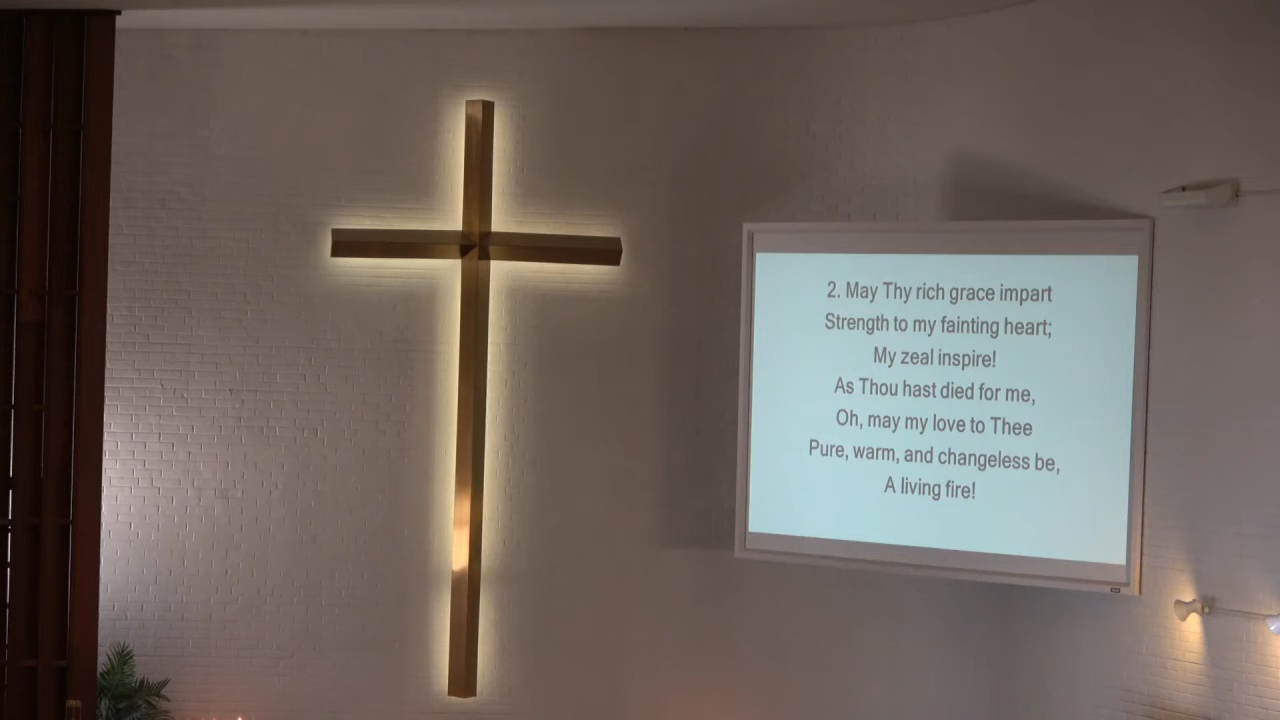 2. May Thy rich grace impart
Strength to my fainting heart;
My zeal inspire!
As Thou hast died for me,
Oh, may my love to Thee
Pure, warm, and changeless be,
A living fire!